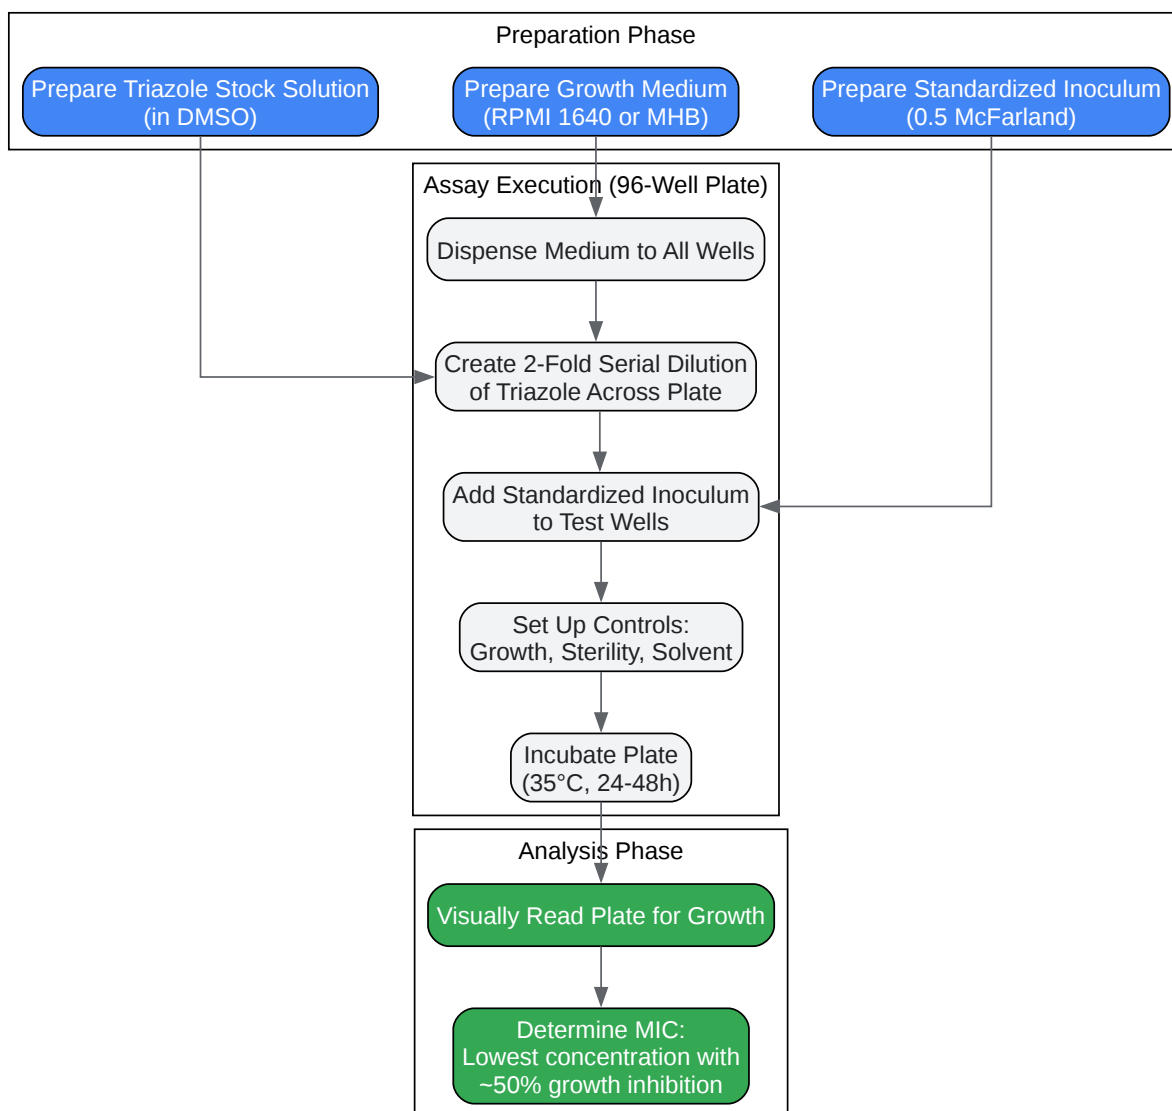 Preparation Phase
Prepare Triazole Stock Solution
(in DMSO)
Prepare Growth Medium
(RPMI 1640 or MHB)
Prepare Standardized Inoculum
(0.5 McFarland)
Assay Execution (96-Well Plate)
Dispense Medium to All Wells
Create 2-Fold Serial Dilution
of Triazole Across Plate
Add Standardized Inoculum
to Test Wells
Set Up Controls:
Growth, Sterility, Solvent
Incubate Plate
(35°C, 24-48h)
Analysis Phase
Visually Read Plate for Growth
Determine MIC:
Lowest concentration with
~50% growth inhibition